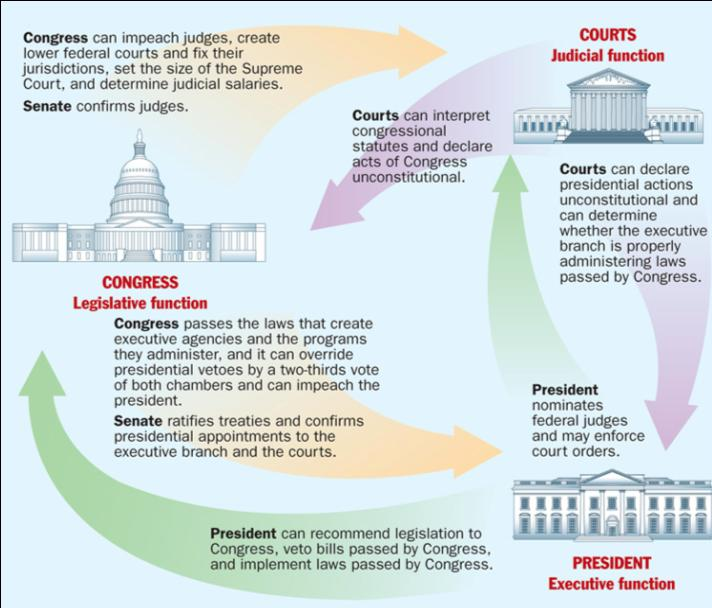 Congress can impeach judges, create
lower federal courts and fix their
jurisdictions, set the size of the Supreme
Court, and determine judicial salaries.
Senate confirms judges.
COURTS
Judicial function
Courts can interpret
congressional
statutes and declare
acts of Congress
unconstitutional.
Courts can declare
presidential actions
unconstitutional and
can determine
whether the executive
branch is properly
administering laws
passed by Congress.
CONGRESS
Legislative function
Congress passes the laws that create
executive agencies and the programs
they administer, and it can override
presidential vetoes by a two-thirds vote
of both chambers and can impeach the
president.
Senate ratifies treaties and confirms
presidential appointments to the
executive branch and the courts.
President
nominates
federal judges
and may enforce
court orders.
President can recommend legislation to
Congress, veto bills passed by Congress,
and implement laws passed by Congress.
PRESIDENT
Executive function